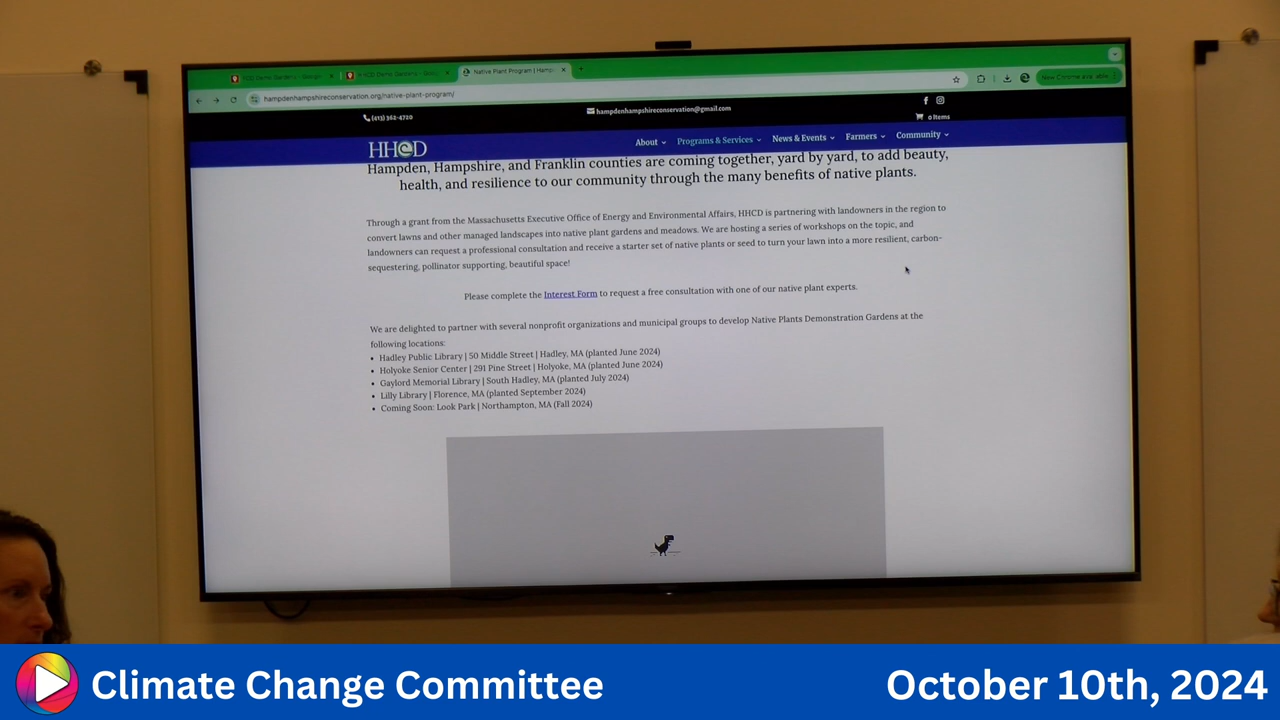 Native Plant Program | Hamp
hampdenhampshireconservation.org/native-plant-program/
New Chrome available
(413) 362-4720
hampdenhampshireconservation@gmail.com
0 Items
HHCD
About
Programs & Services
News & Events
Farmers
Community
Hampden, Hampshire, and Franklin counties are coming together, yard by yard, to add beauty,
health, and resilience to our community through the many benefits of native plants.
Through a grant from the Massachusetts Executive Office of Energy and Environmental Affairs, HHCD is partnering with landowners in the region to
convert lawns and other managed landscapes into native plant gardens and meadows. We are hosting a series of workshops on the topic, and
landowners can request a professional consultation and receive a starter set of native plants or seed to turn your lawn into a more resilient, carbon-
sequestering, pollinator supporting, beautiful space!
Please complete the Interest Form to request a free consultation with one of our native plant experts.
We are delighted to partner with several nonprofit organizations and municipal groups to develop Native Plants Demonstration Gardens at the
following locations:
• Hadley Public Library | 50 Middle Street | Hadley, MA (planted June 2024)
• Holyoke Senior Center | 291 Pine Street | Holyoke, MA (planted June 2024)
• Gaylord Memorial Library | South Hadley, MA (planted July 2024)
• Lilly Library | Florence, MA (planted September 2024)
• Coming Soon: Look Park | Northampton, MA (Fall 2024)
Climate Change Committee
October 10th, 2024